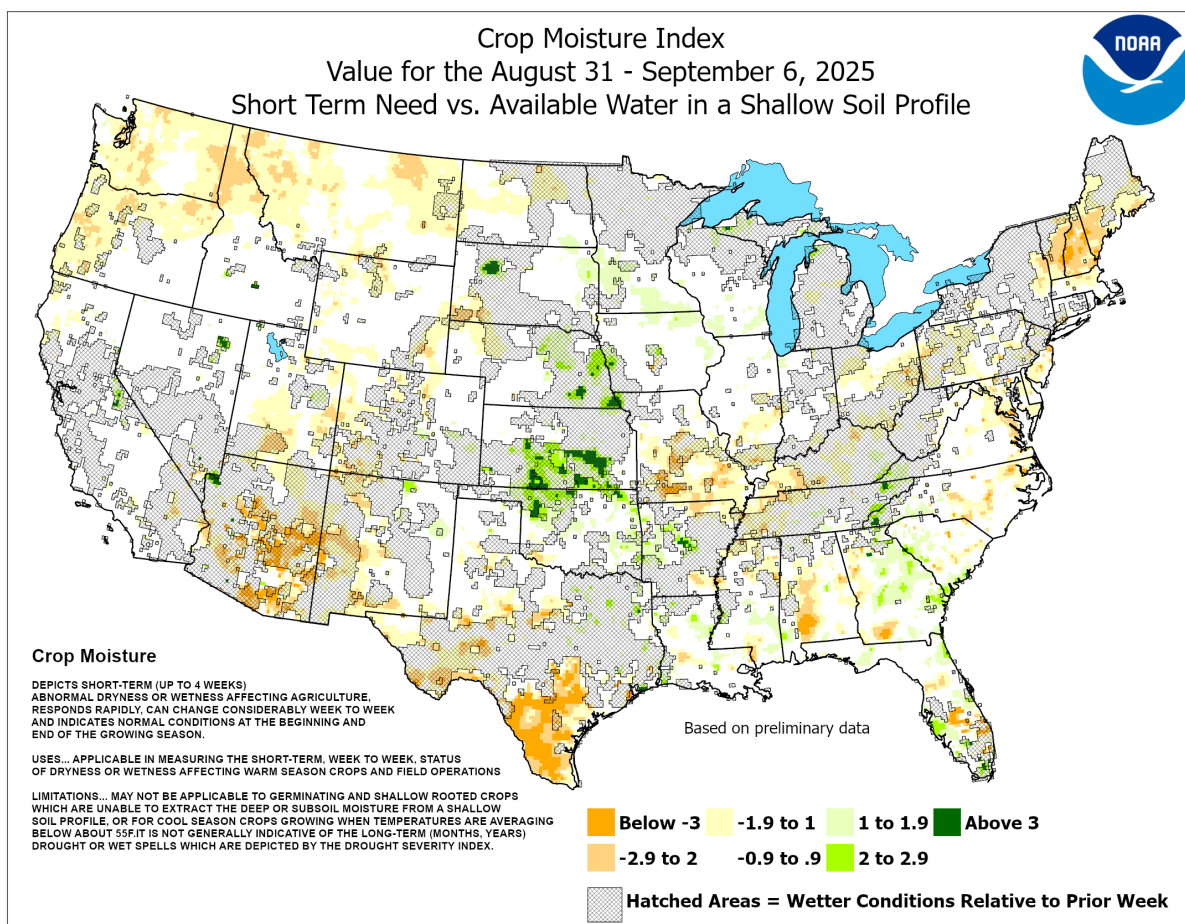 Crop Moisture Index
Value for the August 31 - September 6, 2025
Short Term Need vs. Available Water in a Shallow Soil Profile
NOAA
Crop Moisture
DEPICTS SHORT-TERM (UP TO 4 WEEKS)
ABNORMAL DRYNESS OR WETNESS AFFECTING AGRICULTURE,
RESPONDS RAPIDLY, CAN CHANGE CONSIDERABLY WEEK TO WEEK
AND INDICATES NORMAL CONDITIONS AT THE BEGINNING AND
END OF THE GROWING SEASON.
USES... APPLICABLE IN MEASURING THE SHORT-TERM, WEEK TO WEEK, STATUS
OF DRYNESS OR WETNESS AFFECTING WARM SEASON CROPS AND FIELD OPERATIONS
LIMITATIONS... MAY NOT BE APPLICABLE TO GERMINATING AND SHALLOW ROOTED CROPS
WHICH ARE UNABLE TO EXTRACT THE DEEP OR SUBSOIL MOISTURE FROM A SHALLOW
SOIL PROFILE, OR FOR COOL SEASON CROPS GROWING WHEN TEMPERATURES ARE AVERAGING
BELOW ABOUT 55F.IT IS NOT GENERALLY INDICATIVE OF THE LONG-TERM (MONTHS, YEARS)
DROUGHT OR WET SPELLS WHICH ARE DEPICTED BY THE DROUGHT SEVERITY INDEX.
Based on preliminary data
Below -3 -1.9 to 1 1 to 1.9 Above 3
-2.9 to 2 -0.9 to .9 2 to 2.9
Hatched Areas = Wetter Conditions Relative to Prior Week